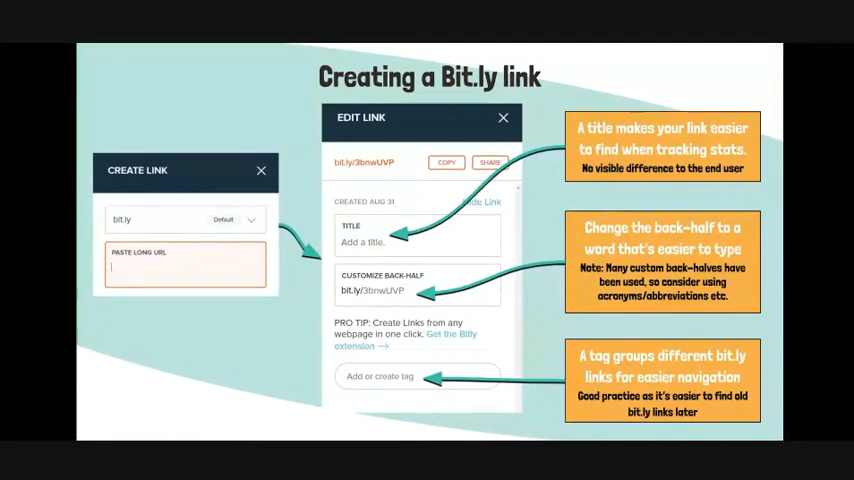 Creating a Bit.ly link
CREATE LINK
bit.ly
Default
PASTE LONG URL
EDIT LINK
bit.ly/3bnwUVP
COPY
SHARE
CREATED AUG 31
Hide Link
TITLE
Add a title.
CUSTOMIZE BACK-HALF
bit.ly/3bnwUVP
PRO TIP: Create Links from any
webpage in one click. Get the Bitly
extension →
Add or create tag
A title makes your link easier
to find when tracking stats.
No visible difference to the end user
Change the back-half to a
word that's easier to type
Note: Many custom back-halves have
been used, so consider using
acronyms/abbreviations etc.
A tag groups different bit.ly
links for easier navigation
Good practice as it's easier to find old
bit.ly links later